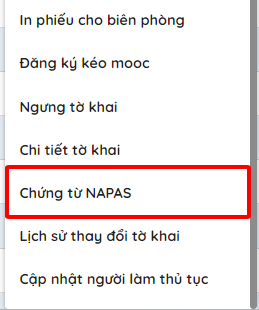 In phiếu cho biên phòng
Đăng ký kéo mooc
Ngưng tờ khai
Chi tiết tờ khai
Chứng từ NAPAS
Lịch sử thay đổi tờ khai
Cập nhật người làm thủ tục